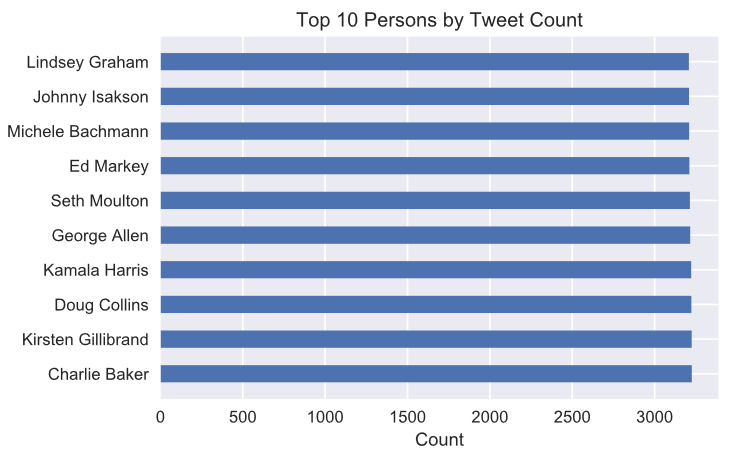 Top 10 Persons by Tweet Count
Lindsey Graham
Johnny Isakson
Michele Bachmann
Ed Markey
Seth Moulton
George Allen
Kamala Harris
Doug Collins
Kirsten Gillibrand
Charlie Baker
0 500 1000 1500 2000 2500 3000
Count